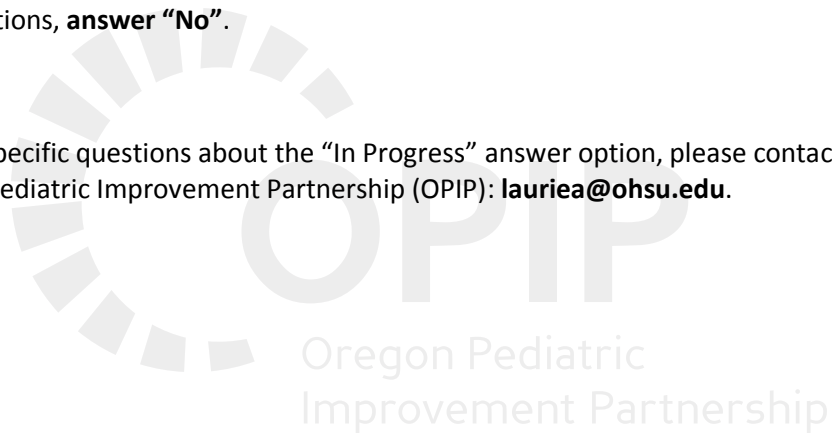 tions, answer “No”.
pecific questions about the “In Progress” answer option, please contac
ediatric Improvement Partnership (OPIP): lauriea@ohsu.edu.
OPIP
Oregon Pediatric
Improvement Partnership